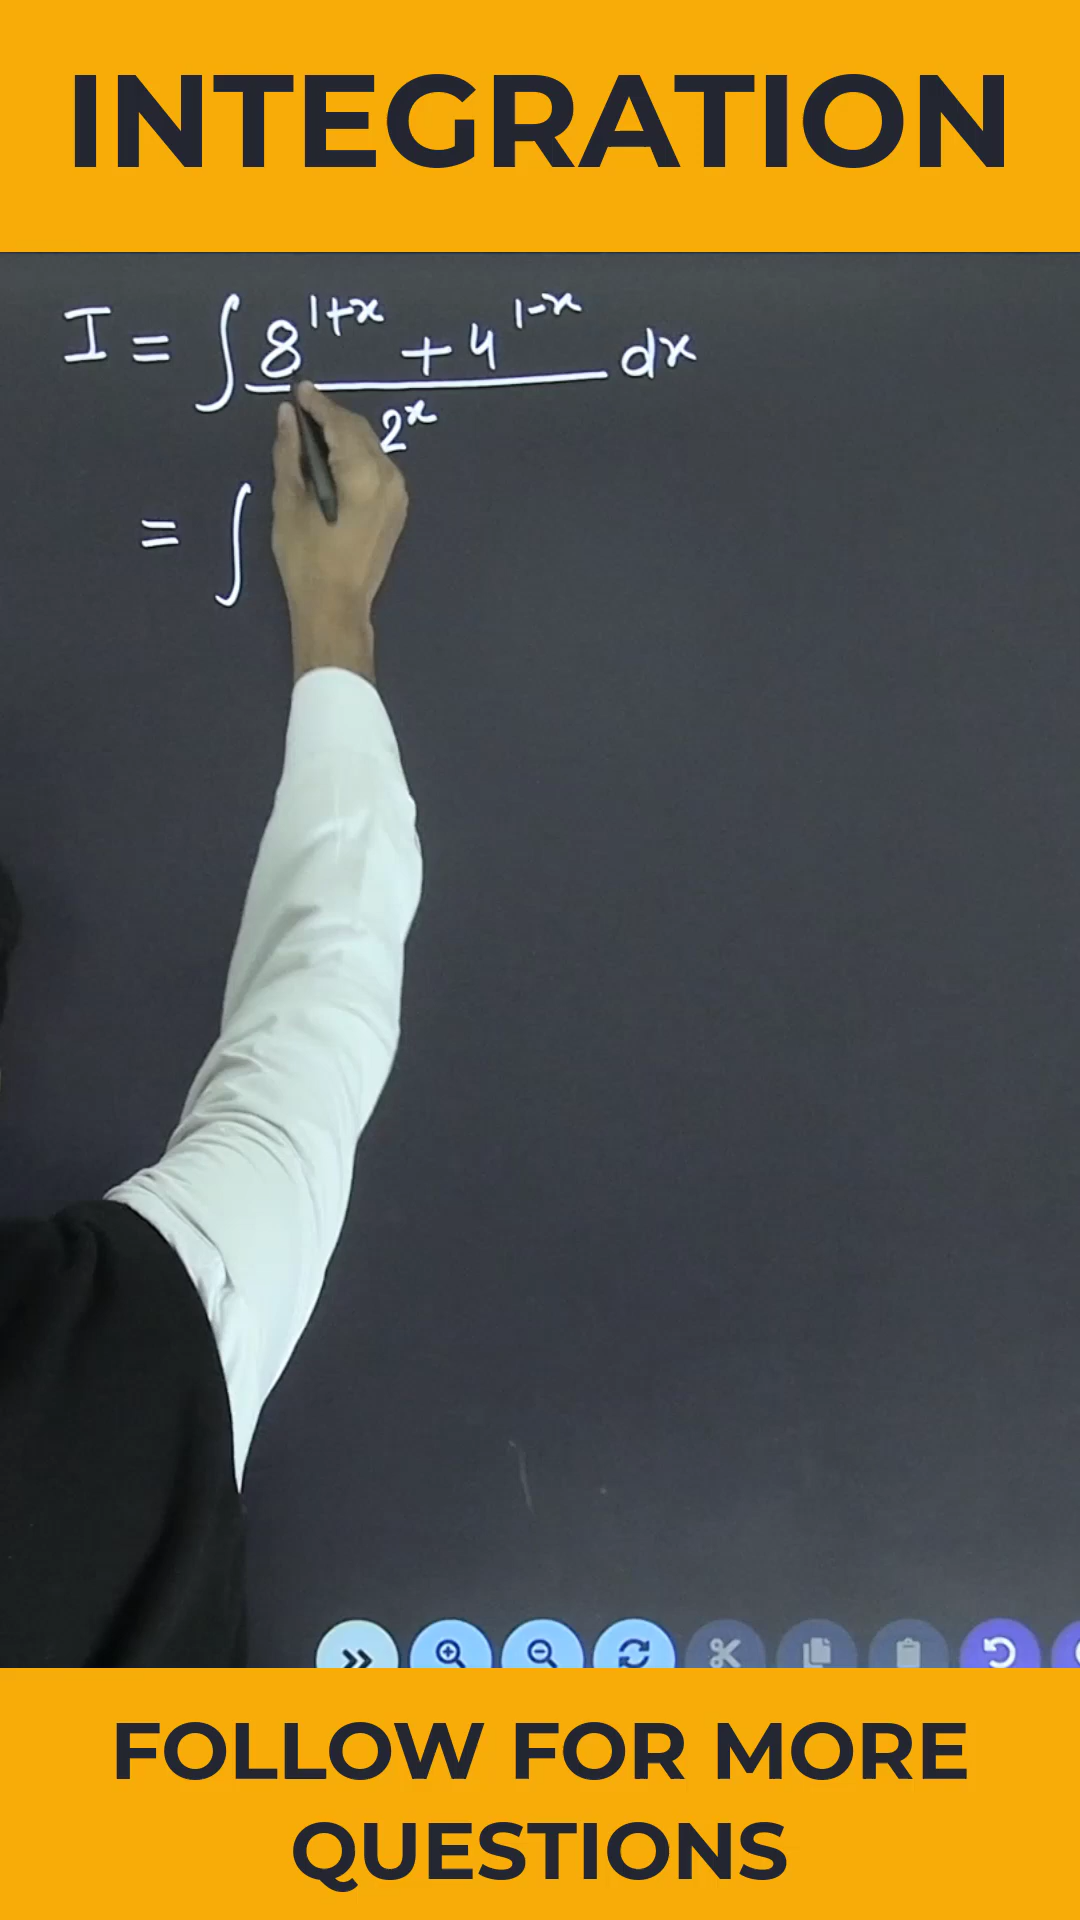 INTEGRATION
I = ∫ 8^(1+x) + 4^(1-x) / 2^x dx
= ∫
FOLLOW FOR MORE
QUESTIONS